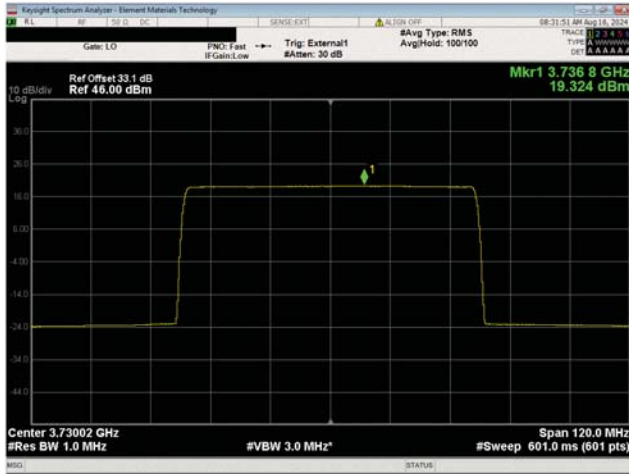 Keysight Spectrum Analyzer - Element Materials Technology
RL RF 50 Ω DC SENSE:EXT ALIGN OFF 08:31:51 AM Aug 18, 2024
Gate: LO PNO: Fast Trig: External1 #Avg Type: RMS TRACE 1 2 3 4 5 6
IFGain:Low #Atten: 30 dB Avg|Hold: 100/100 TYPE A WWWWW
DET A A A A A A
Mkr1 3.736 8 GHz
Ref Offset 33.1 dB
10 dB/div Ref 46.00 dBm 19.324 dBm
Log
36.0
26.0
1
16.0
6.00
-4.00
-14.0
-24.0
-34.0
-44.0
Center 3.73002 GHz Span 120.0 MHz
#Res BW 1.0 MHz #VBW 3.0 MHz* #Sweep 601.0 ms (601 pts)
MSG STATUS